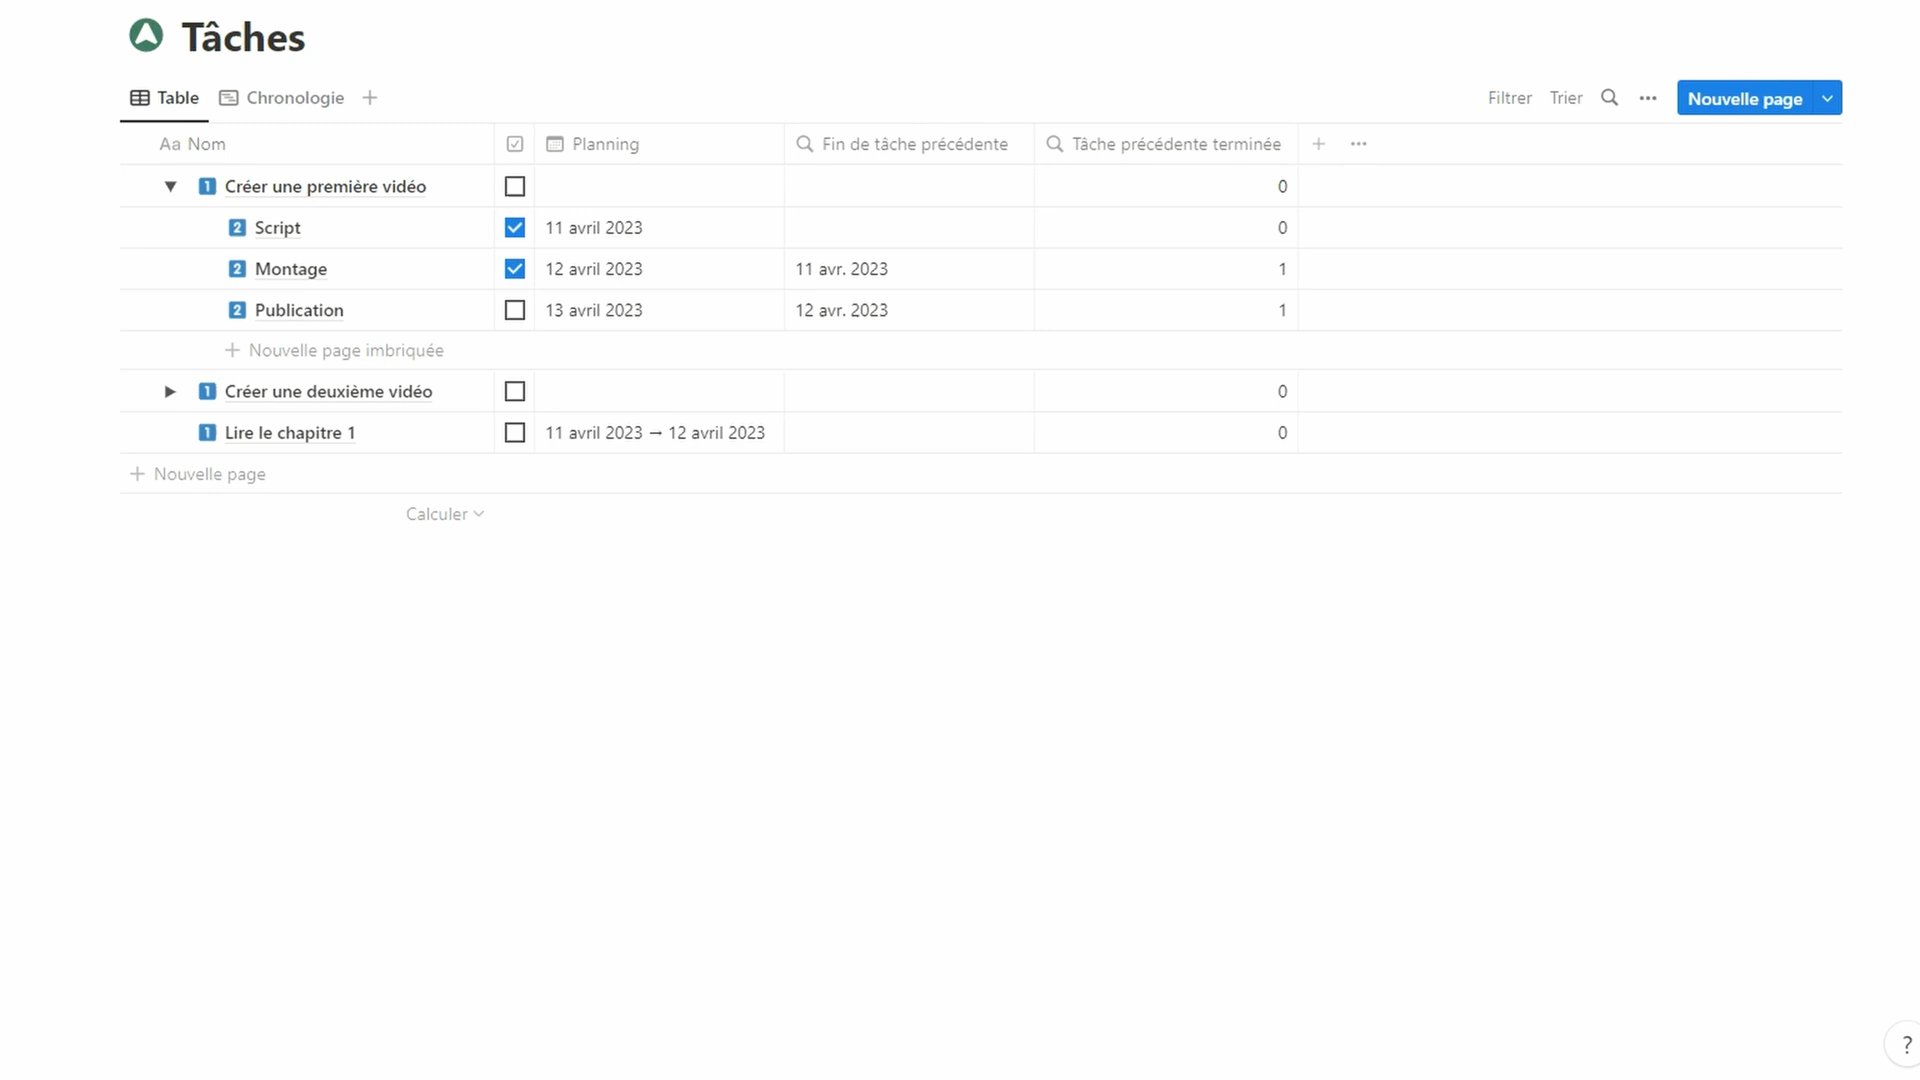 Tâches
Table Chronologie
Filtrer Trier Nouvelle page
Aa Nom Planning Fin de tâche précédente Tâche précédente terminée
1 Créer une première vidéo 0
2 Script 11 avril 2023 0
2 Montage 12 avril 2023 11 avr. 2023 1
2 Publication 13 avril 2023 12 avr. 2023 1
+ Nouvelle page imbriquée
1 Créer une deuxième vidéo 0
1 Lire le chapitre 1 11 avril 2023 → 12 avril 2023 0
+ Nouvelle page
Calculer
?